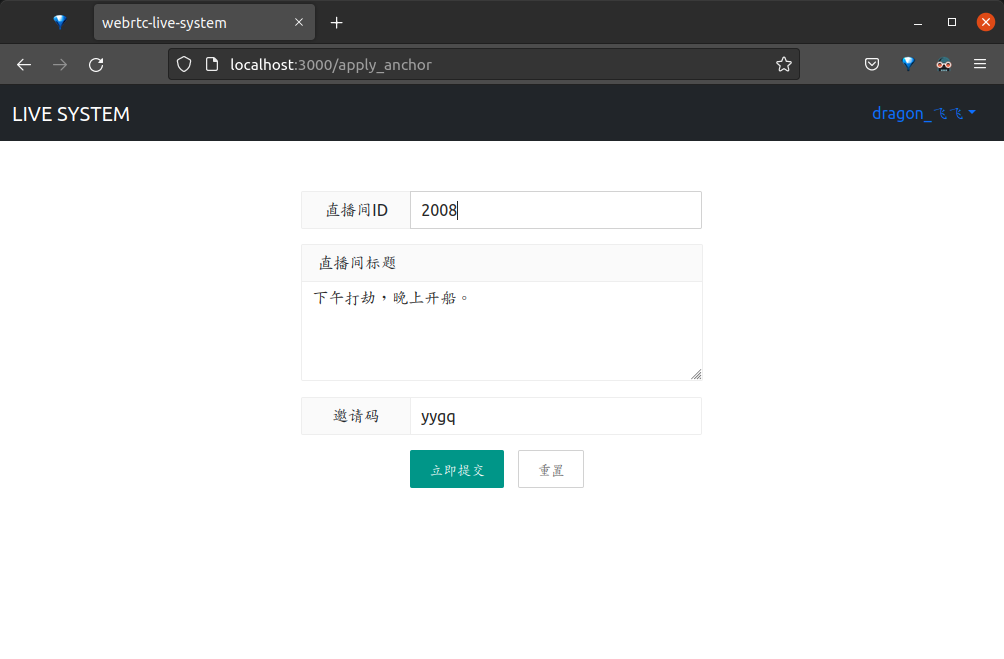 webrtc-live-system
localhost:3000/apply_anchor
LIVE SYSTEM
dragon_飞飞
直播间ID
2008
直播间标题
下午打劫，晚上开船。
邀请码
yygq
立即提交
重置